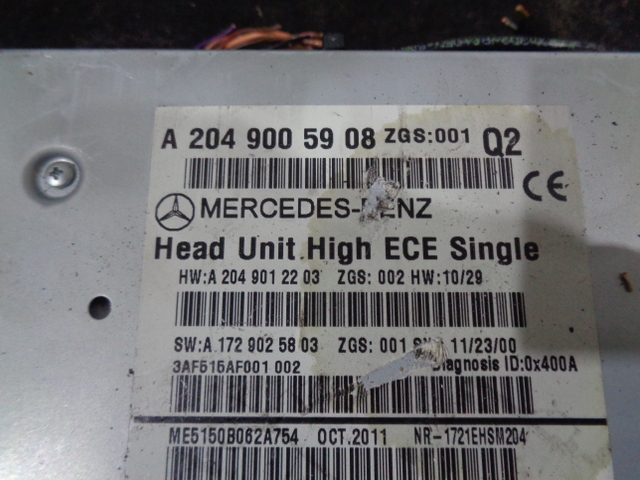 A 204 900 59 08 ZGS:001 Q2
CE
MERCEDES-BENZ
Head Unit High ECE Single
HW:A 204 901 22 03 ZGS: 002 HW:10/29
SW:A 172 902 58 03 ZGS: 001 11/23/00
3AF515AF001 002 Diagnosis ID:0x400A
ME5150B062A754 OCT.2011 NR-1721EHSM204